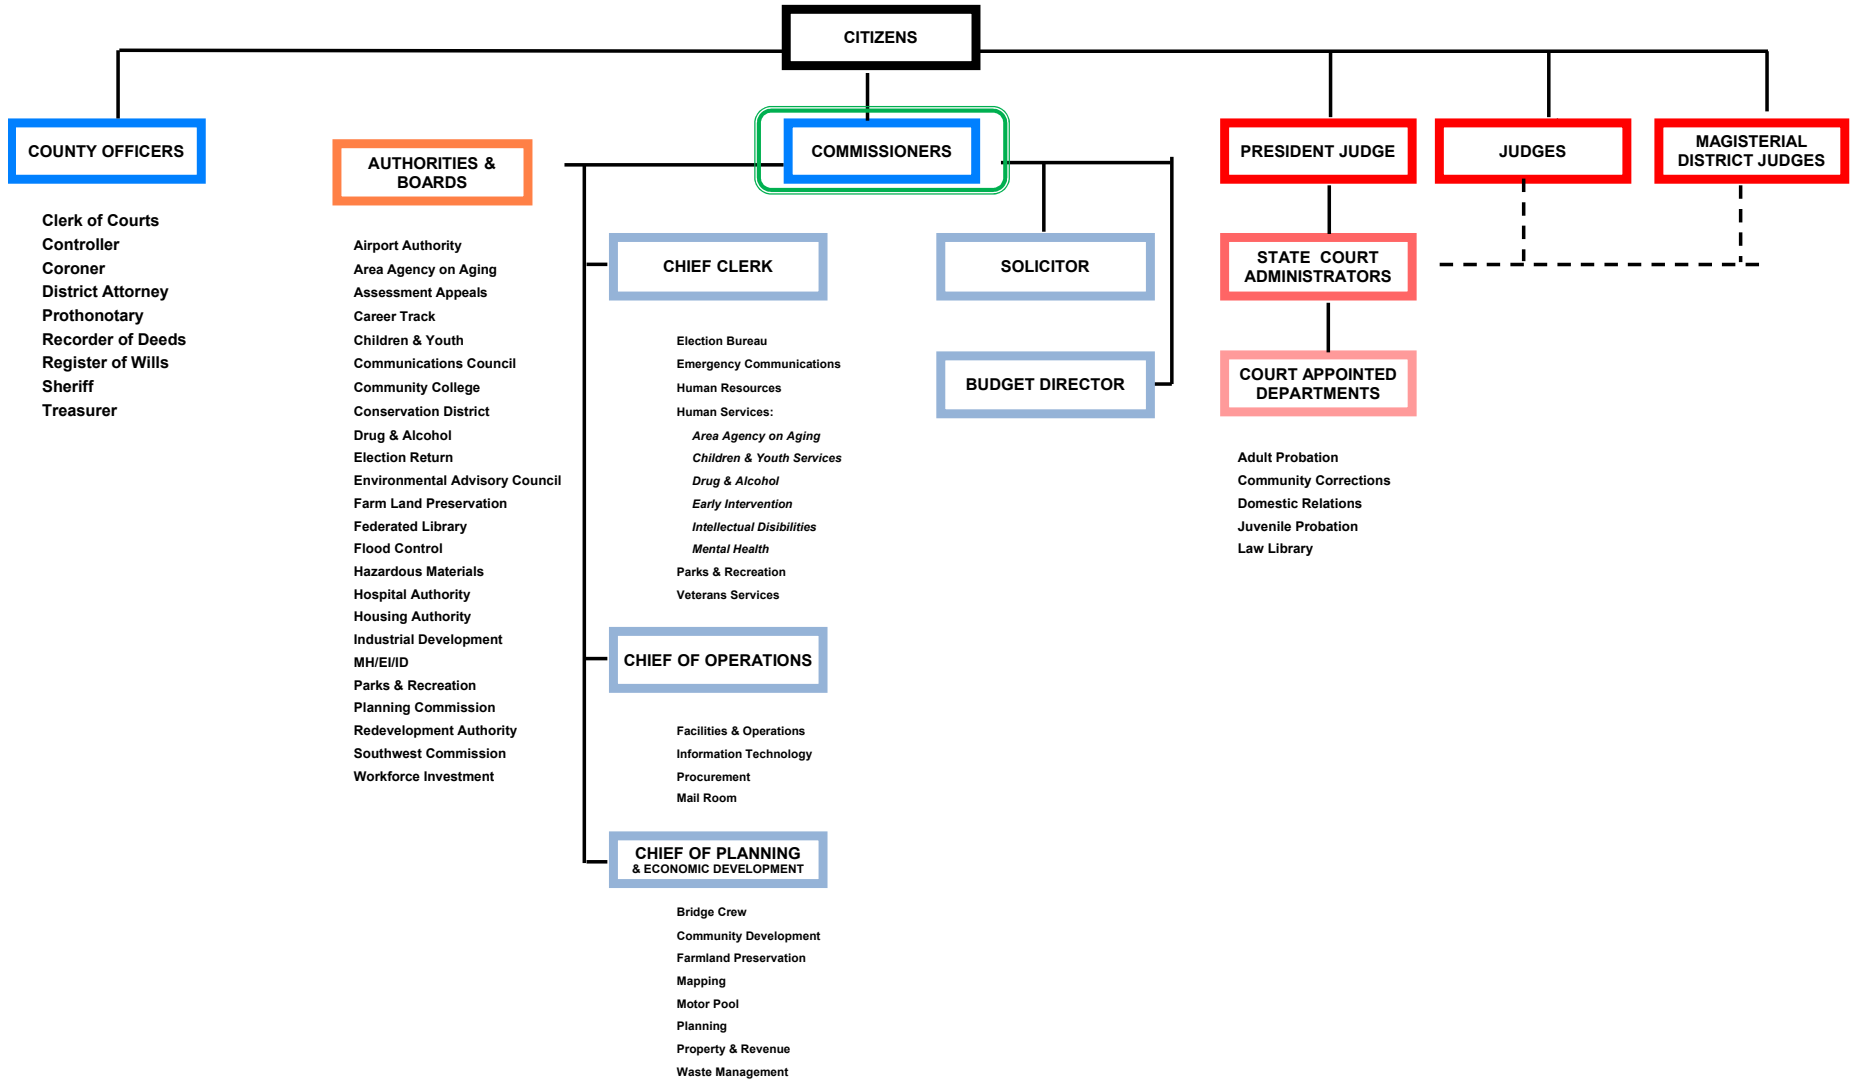 CITIZENS
COUNTY OFFICERS
Clerk of Courts
Controller
Coroner
District Attorney
Prothonotary
Recorder of Deeds
Register of Wills
Sheriff
Treasurer
AUTHORITIES &
BOARDS
Airport Authority
Area Agency on Aging
Assessment Appeals
Career Track
Children & Youth
Communications Council
Community College
Conservation District
Drug & Alcohol
Election Return
Environmental Advisory Council
Farm Land Preservation
Federated Library
Flood Control
Hazardous Materials
Hospital Authority
Housing Authority
Industrial Development
MH/EI/ID
Parks & Recreation
Planning Commission
Redevelopment Authority
Southwest Commission
Workforce Investment
COMMISSIONERS
CHIEF CLERK
Election Bureau
Emergency Communications
Human Resources
Human Services:
Area Agency on Aging
Children & Youth Services
Drug & Alcohol
Early Intervention
Intellectual Disibilities
Mental Health
Parks & Recreation
Veterans Services
CHIEF OF OPERATIONS
Facilities & Operations
Information Technology
Procurement
Mail Room
CHIEF OF PLANNING
& ECONOMIC DEVELOPMENT
Bridge Crew
Community Development
Farmland Preservation
Mapping
Motor Pool
Planning
Property & Revenue
Waste Management
SOLICITOR
BUDGET DIRECTOR
PRESIDENT JUDGE
STATE COURT
ADMINISTRATORS
COURT APPOINTED
DEPARTMENTS
Adult Probation
Community Corrections
Domestic Relations
Juvenile Probation
Law Library
JUDGES
MAGISTERIAL
DISTRICT JUDGES